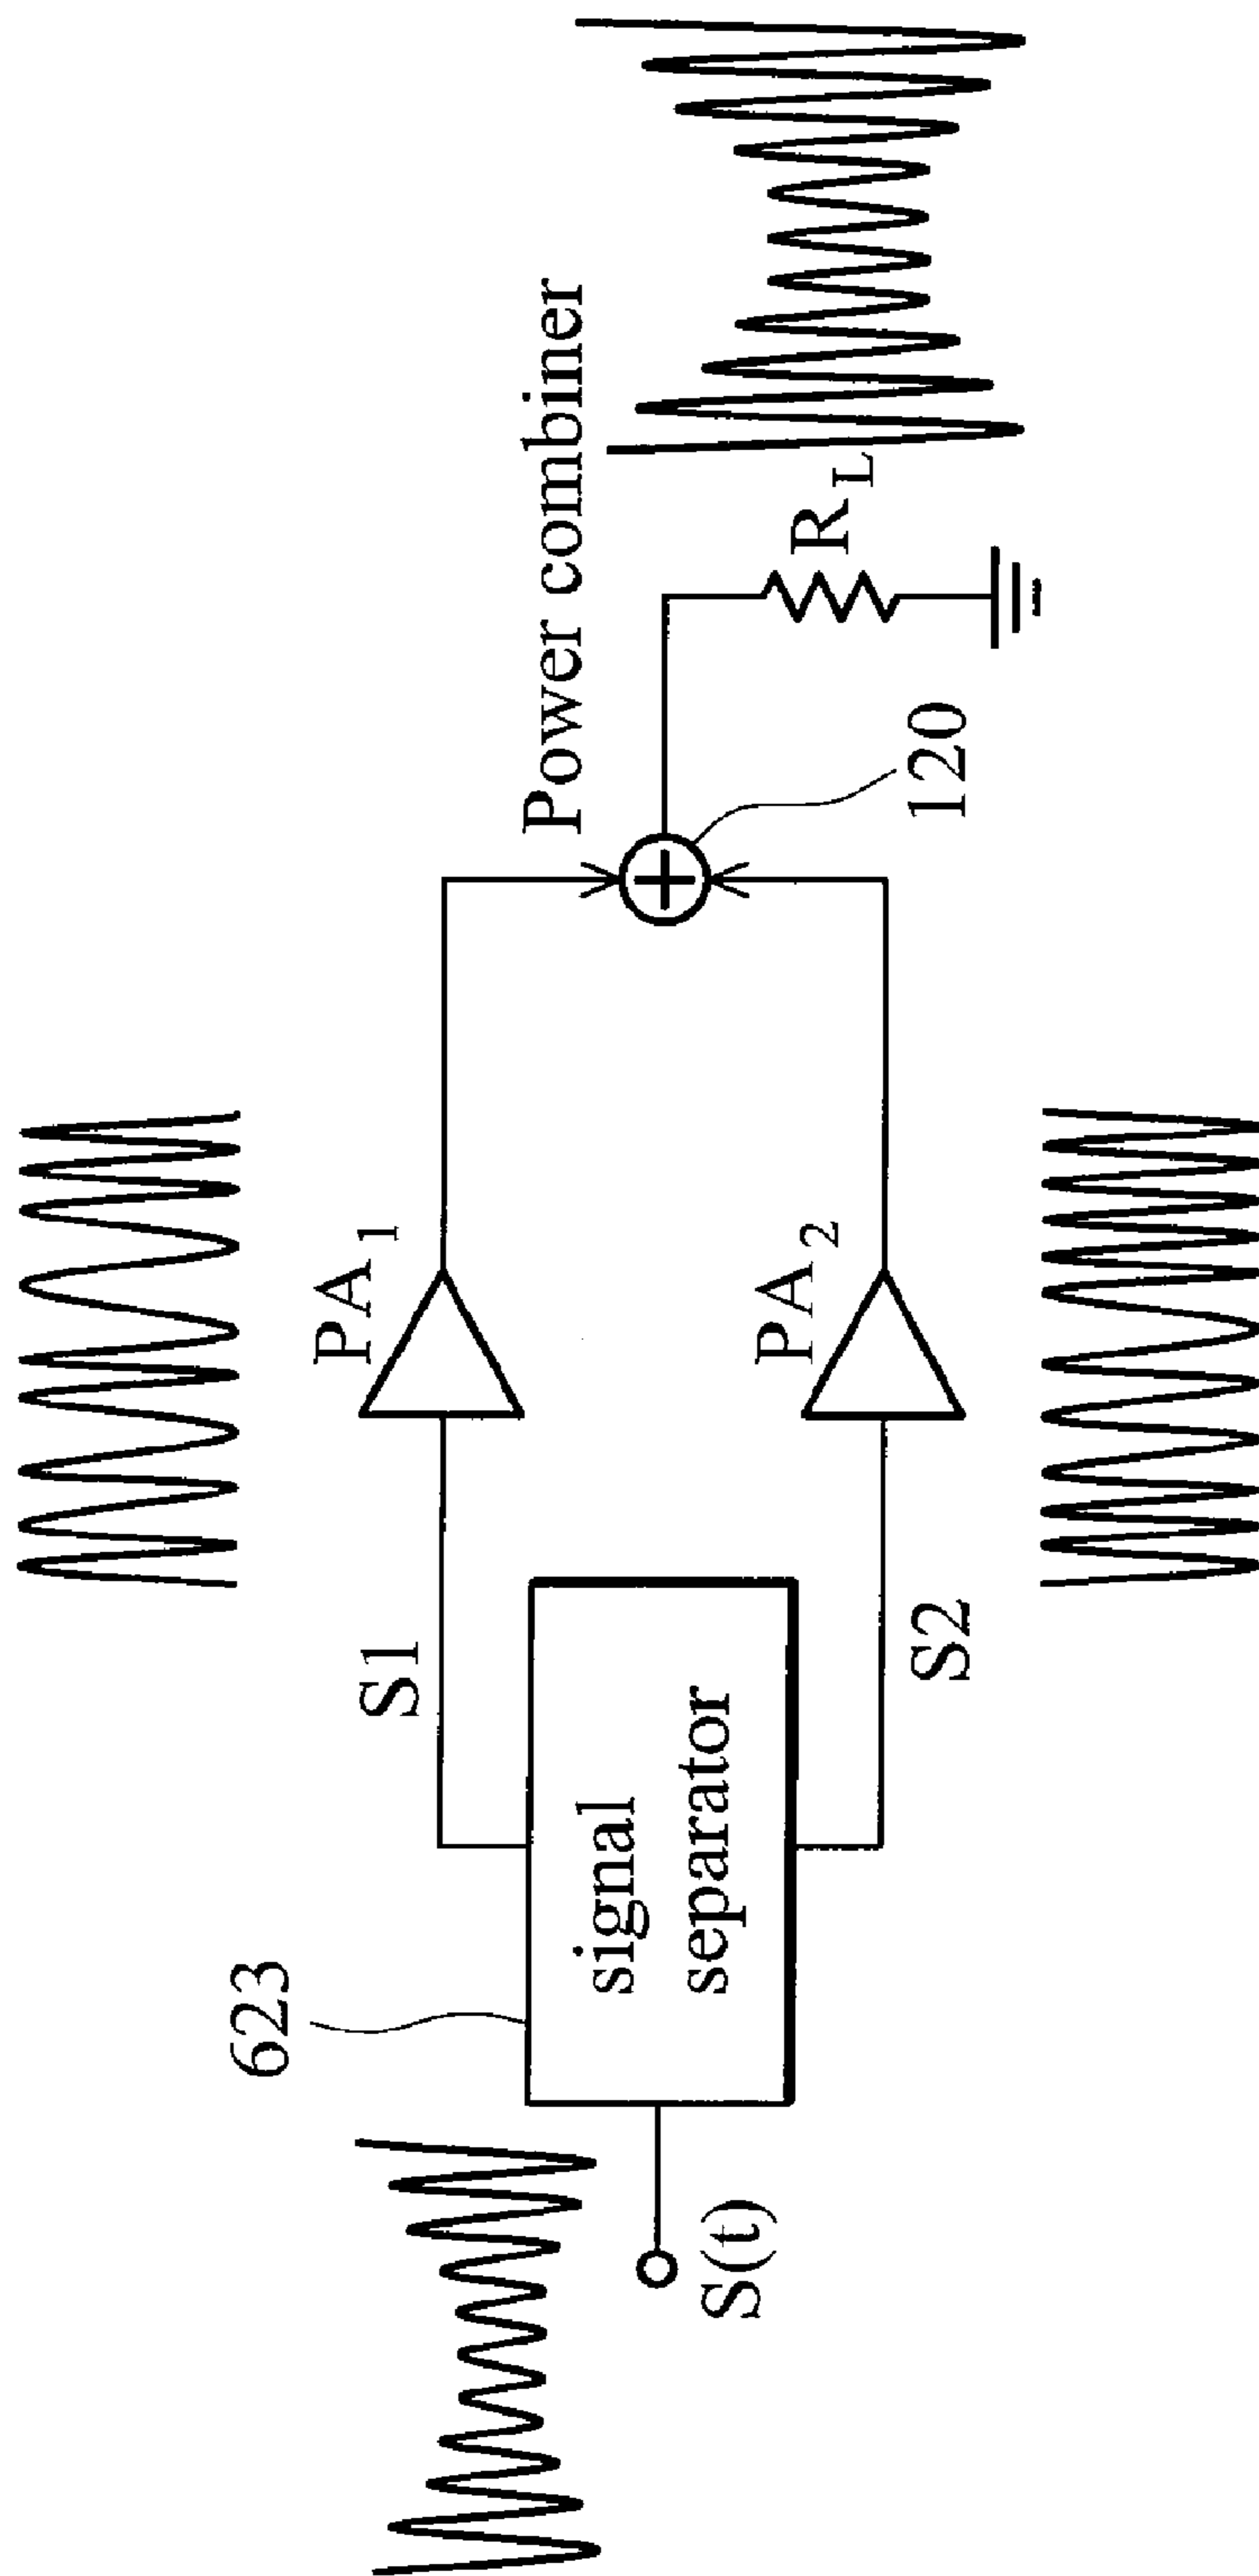 623
S(t)
signal
separator
S1
S2
PA1
PA2
Power combiner
120
RL